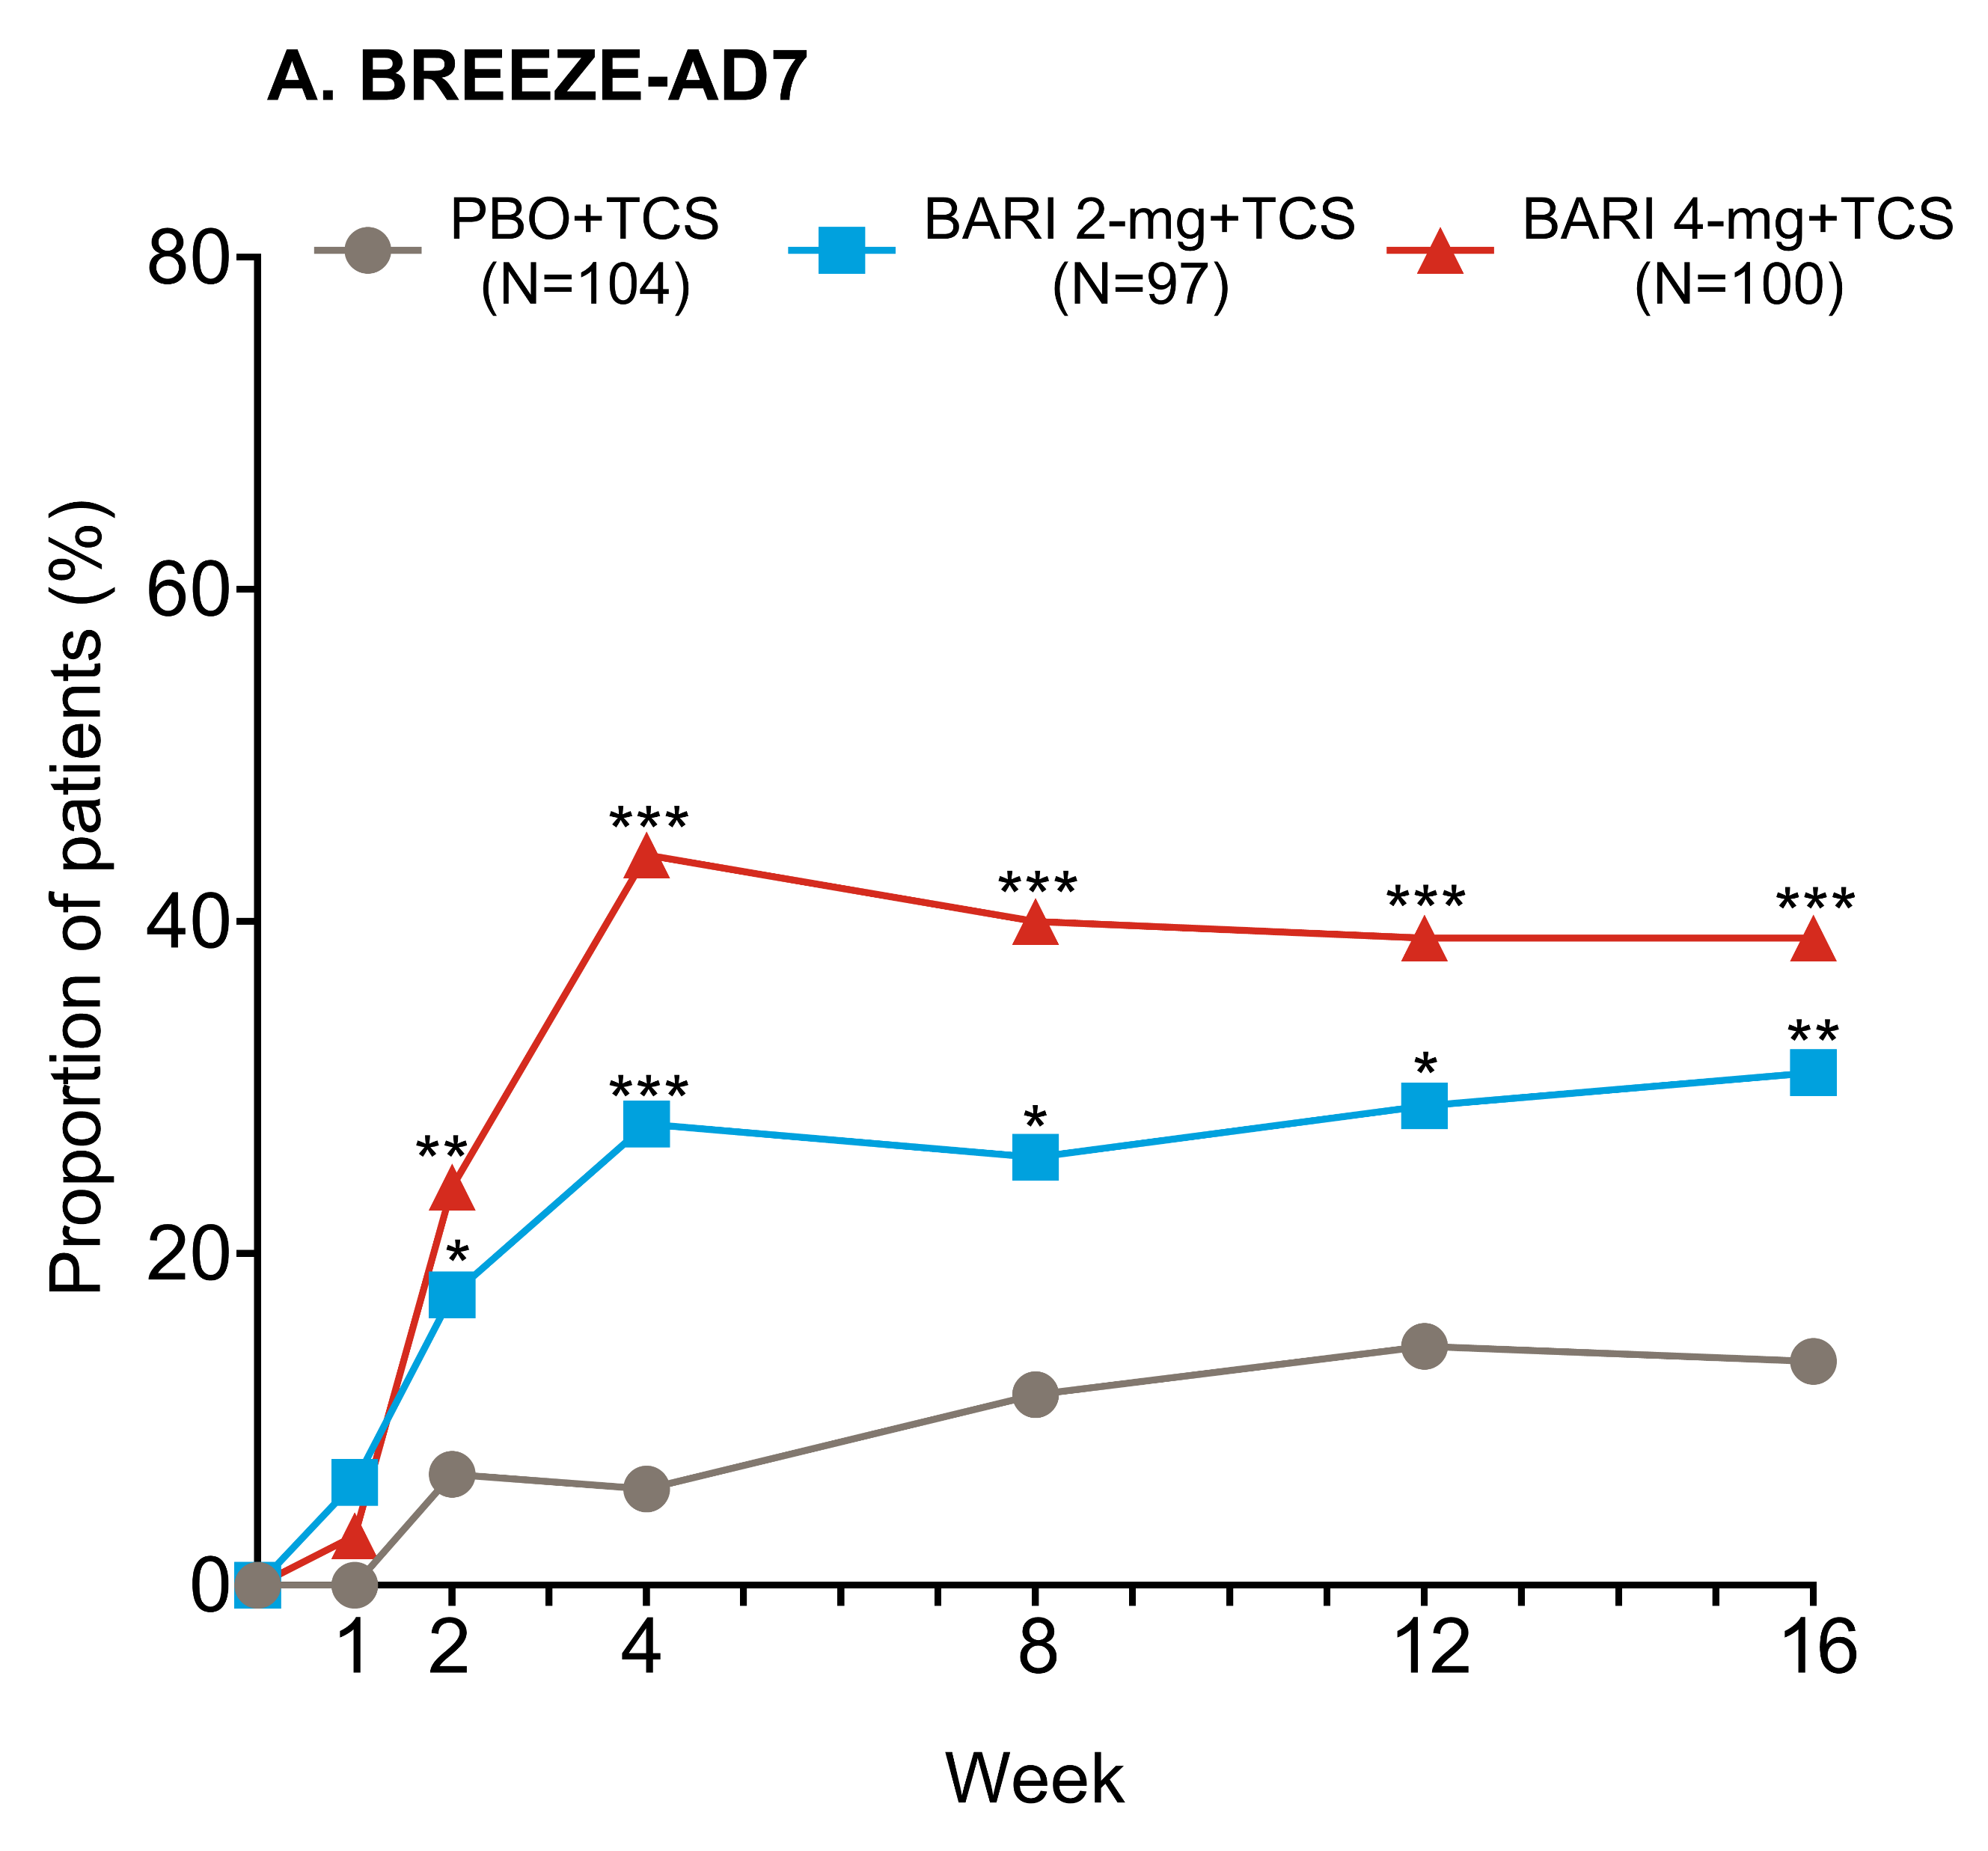 A. BREEZE-AD7
PBO+TCS
(N=104)
BARI 2-mg+TCS
(N=97)
BARI 4-mg+TCS
(N=100)
Proportion of patients (%)
80
60
40
20
0
***
***
***
***
**
***
*
*
**
*
1 2 4 8 12 16
Week